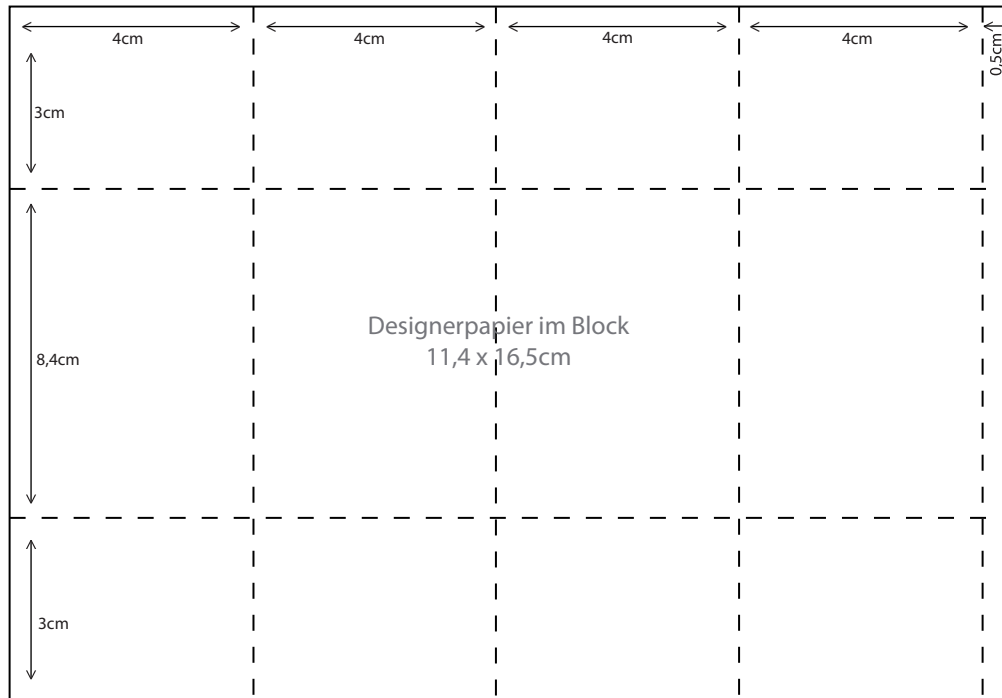 4cm
4cm
4cm
4cm
0,5cm
3cm
Designerpapier im Block
11,4 x 16,5cm
8,4cm
3cm